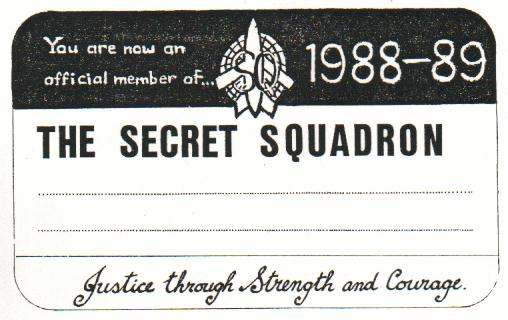 You are now an
official member of...
SQ
1988-89
THE SECRET SQUADRON
Justice through Strength and Courage.